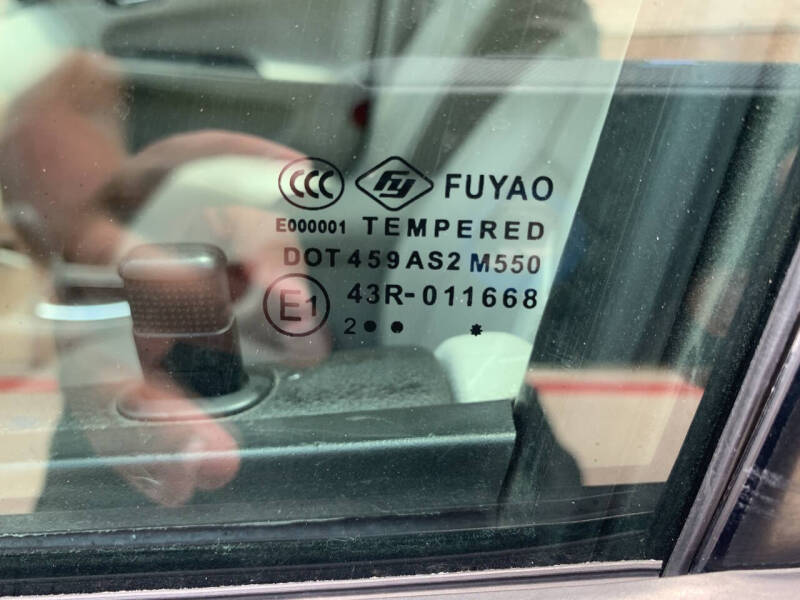 CCC FY FUYAO
E000001 TEMPERED
DOT 459 AS2 M550
E1 43R-011668
2 ● ● *